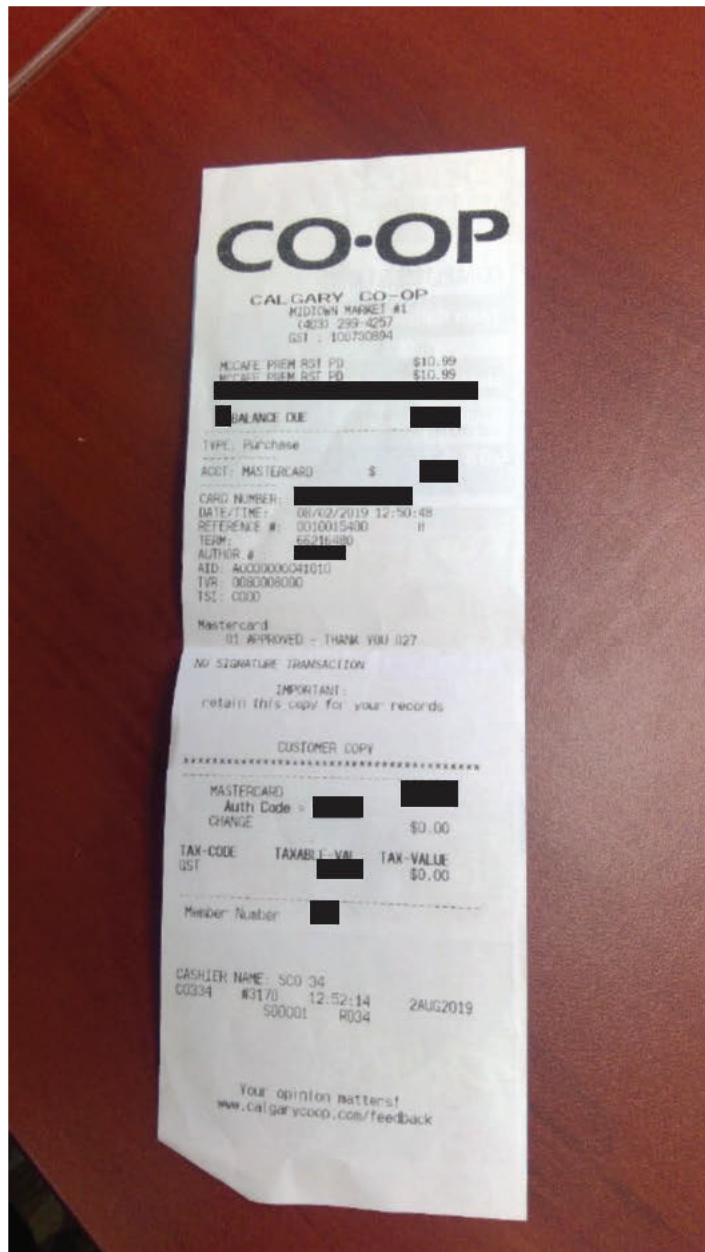 CO-OP
CALGARY CO-OP
MIDTOWN MARKET #1
(403) 299-4257
GST : 100730894
MCCAFE PREM RST PD $10.99
MCCAFE PREM RST PD $10.99
BALANCE DUE
TYPE: Purchase
ACCT: MASTERCARD $
CARD NUMBER:
DATE/TIME: 08/02/2019 12:50:48
REFERENCE #: 0010015400 H
TERM: 66216480
AUTHOR.#
AID: A0000000041010
TVR: 0080008000
TSI: C000
Mastercard
01 APPROVED - THANK YOU 027
NO SIGNATURE TRANSACTION
IMPORTANT:
retain this copy for your records
CUSTOMER COPY
MASTERCARD
Auth Code =
CHANGE $0.00
TAX-CODE TAXABLE-VAL TAX-VALUE
GST $0.00
Member Number
CASHIER NAME: SCO 34
C0334 #3170 12:52:14 2AUG2019
S00001 R034
Your opinion matters!
www.calgarycoop.com/feedback